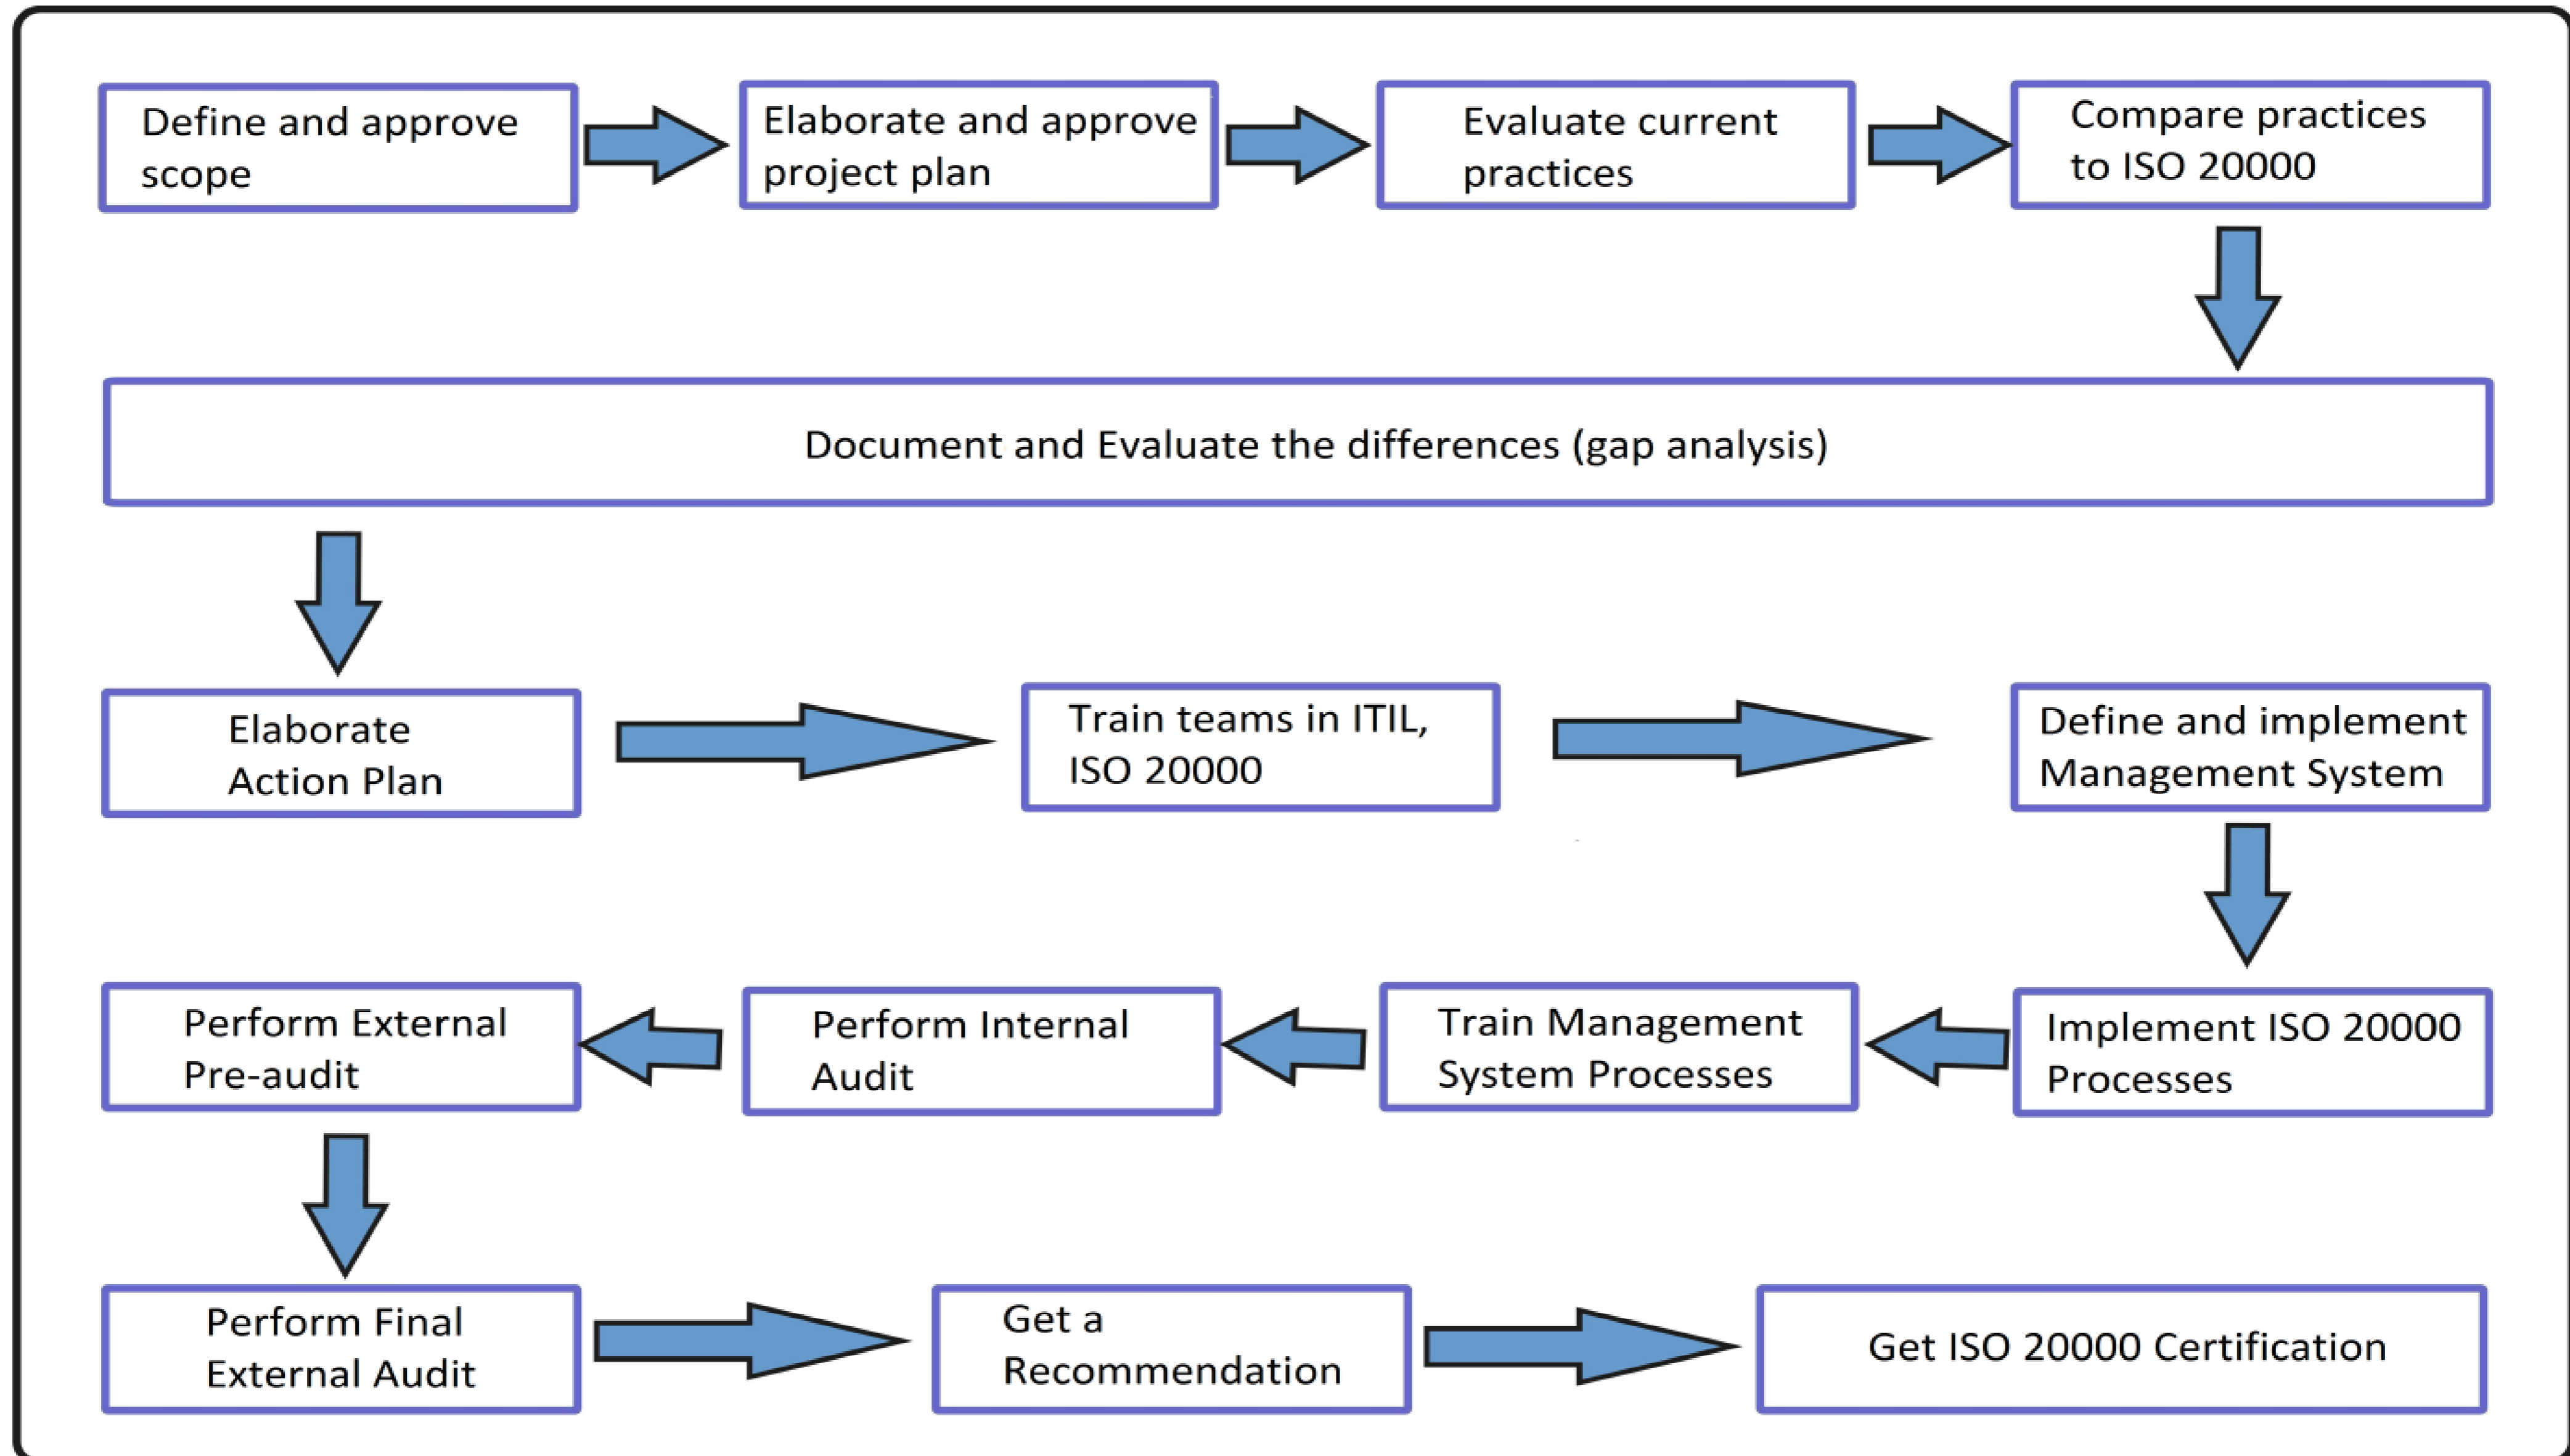 Define and approve
scope
Elaborate and approve
project plan
Evaluate current
practices
Compare practices
to ISO 20000
Document and Evaluate the differences (gap analysis)
Elaborate
Action Plan
Train teams in ITIL,
ISO 20000
Define and implement
Management System
Perform External
Pre-audit
Perform Internal
Audit
Train Management
System Processes
Implement ISO 20000
Processes
Perform Final
External Audit
Get a
Recommendation
Get ISO 20000 Certification